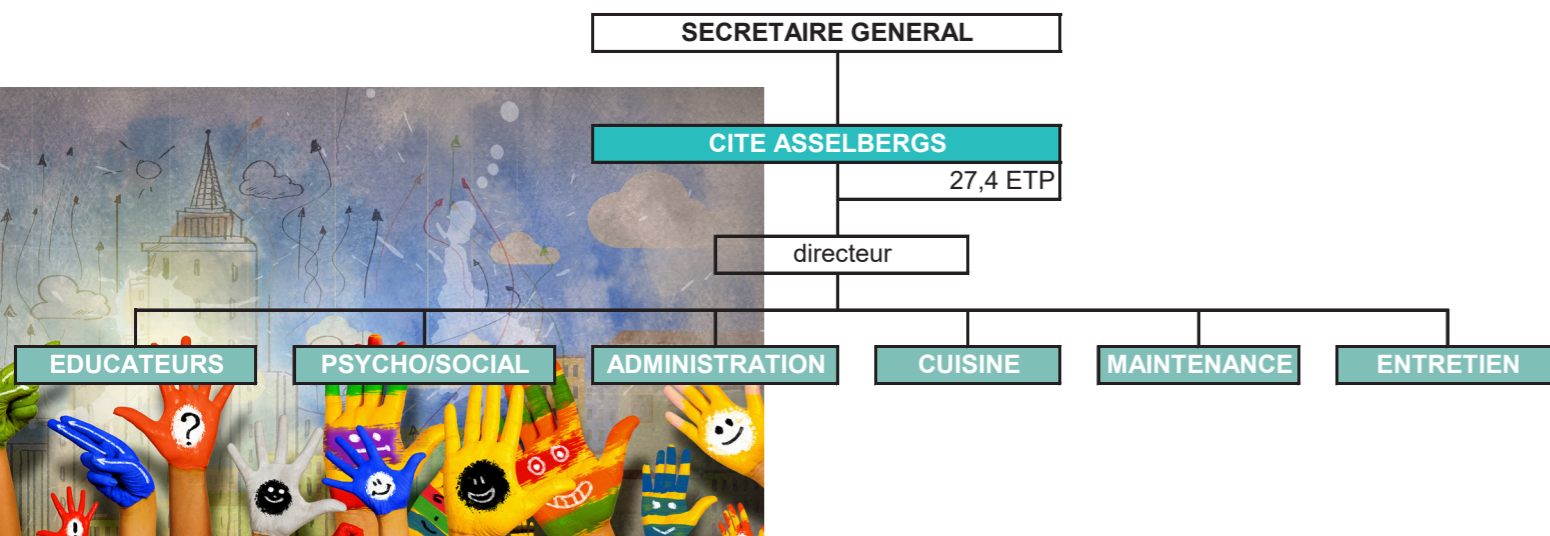 SECRETAIRE GENERAL
CITE ASSELBERGS
27,4 ETP
directeur
EDUCATEURS
PSYCHO/SOCIAL
ADMINISTRATION
CUISINE
MAINTENANCE
ENTRETIEN
?
!